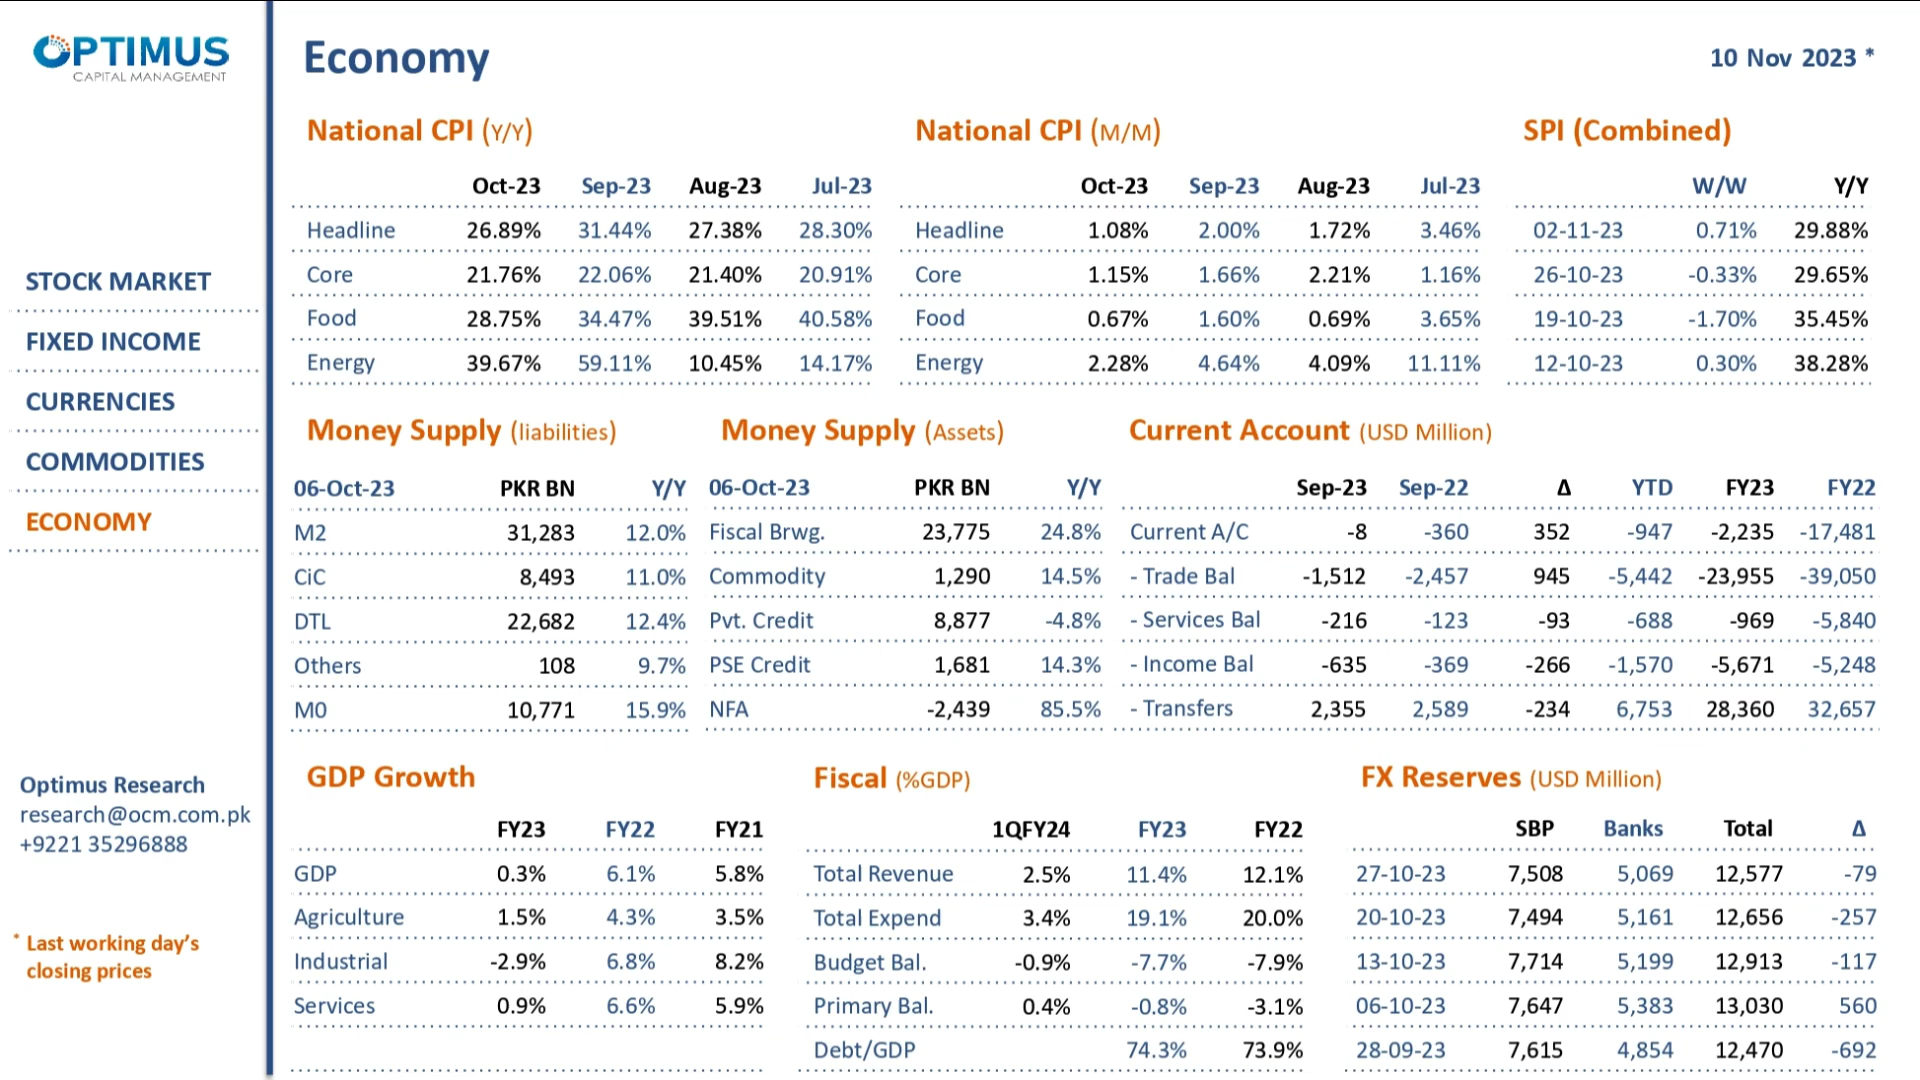 OPTIMUS
CAPITAL MANAGEMENT
Economy
10 Nov 2023 *
STOCK MARKET
FIXED INCOME
CURRENCIES
COMMODITIES
ECONOMY
Optimus Research
research@ocm.com.pk
+9221 35296888
* Last working day’s
closing prices
National CPI (Y/Y)
Oct-23 Sep-23 Aug-23 Jul-23
Headline 26.89% 31.44% 27.38% 28.30%
Core 21.76% 22.06% 21.40% 20.91%
Food 28.75% 34.47% 39.51% 40.58%
Energy 39.67% 59.11% 10.45% 14.17%
National CPI (M/M)
Oct-23 Sep-23 Aug-23 Jul-23
Headline 1.08% 2.00% 1.72% 3.46%
Core 1.15% 1.66% 2.21% 1.16%
Food 0.67% 1.60% 0.69% 3.65%
Energy 2.28% 4.64% 4.09% 11.11%
SPI (Combined)
W/W Y/Y
02-11-23 0.71% 29.88%
26-10-23 -0.33% 29.65%
19-10-23 -1.70% 35.45%
12-10-23 0.30% 38.28%
Money Supply (liabilities)
06-Oct-23 PKR BN Y/Y
M2 31,283 12.0%
CiC 8,493 11.0%
DTL 22,682 12.4%
Others 108 9.7%
M0 10,771 15.9%
Money Supply (Assets)
06-Oct-23 PKR BN Y/Y
Fiscal Brwg. 23,775 24.8%
Commodity 1,290 14.5%
Pvt. Credit 8,877 -4.8%
PSE Credit 1,681 14.3%
NFA -2,439 85.5%
Current Account (USD Million)
Sep-23 Sep-22 Δ YTD FY23 FY22
Current A/C -8 -360 352 -947 -2,235 -17,481
- Trade Bal -1,512 -2,457 945 -5,442 -23,955 -39,050
- Services Bal -216 -123 -93 -688 -969 -5,840
- Income Bal -635 -369 -266 -1,570 -5,671 -5,248
- Transfers 2,355 2,589 -234 6,753 28,360 32,657
GDP Growth
FY23 FY22 FY21
GDP 0.3% 6.1% 5.8%
Agriculture 1.5% 4.3% 3.5%
Industrial -2.9% 6.8% 8.2%
Services 0.9% 6.6% 5.9%
Fiscal (%GDP)
1QFY24 FY23 FY22
Total Revenue 2.5% 11.4% 12.1%
Total Expend 3.4% 19.1% 20.0%
Budget Bal. -0.9% -7.7% -7.9%
Primary Bal. 0.4% -0.8% -3.1%
Debt/GDP 74.3% 73.9%
FX Reserves (USD Million)
SBP Banks Total Δ
27-10-23 7,508 5,069 12,577 -79
20-10-23 7,494 5,161 12,656 -257
13-10-23 7,714 5,199 12,913 -117
06-10-23 7,647 5,383 13,030 560
28-09-23 7,615 4,854 12,470 -692